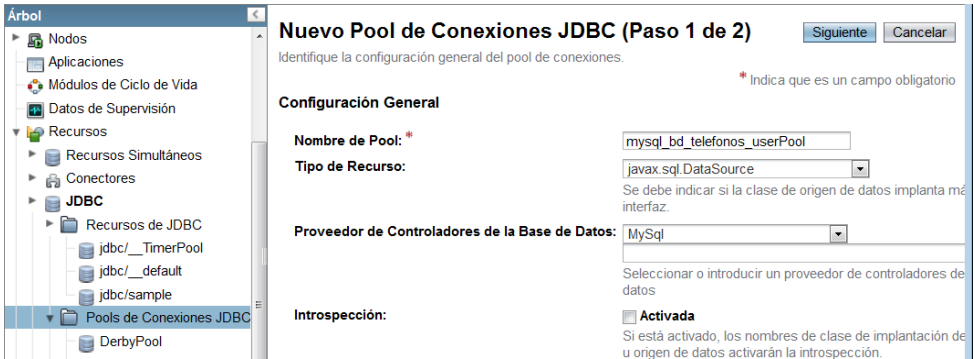 Árbol
Nodos
Aplicaciones
Módulos de Ciclo de Vida
Datos de Supervisión
Recursos
Recursos Simultáneos
Conectores
JDBC
Recursos de JDBC
jdbc/__TimerPool
jdbc/__default
jdbc/sample
Pools de Conexiones JDBC
DerbyPool
Nuevo Pool de Conexiones JDBC (Paso 1 de 2)
Siguiente
Cancelar
Identifique la configuración general del pool de conexiones.
* Indica que es un campo obligatorio
Configuración General
Nombre de Pool: *
mysql_bd_telefonos_userPool
Tipo de Recurso:
javax.sql.DataSource
Se debe indicar si la clase de origen de datos implanta má
interfaz.
Proveedor de Controladores de la Base de Datos:
MySql
Seleccionar o introducir un proveedor de controladores de
datos
Introspección:
Activada
Si está activado, los nombres de clase de implantación de
u origen de datos activarán la introspección.